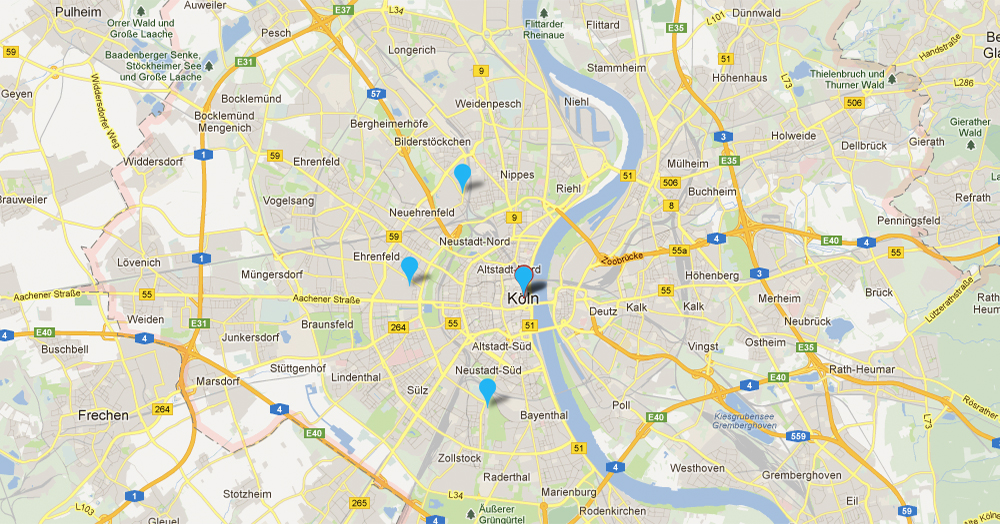 Pulheim
Auweiler
E37
L34
Orrer Wald und
Große Laache
Pesch
Flittarder
Rheinaue
Flittard
E35
L101
Dünnwald
59
Baadenberger Senke,
Stöckheimer See
und Große Laache
E31
Longerich
9
Stammheim
51
Höhenhaus
Handstraße
Be
Gla
Geyen
Widdersdorfer Weg
Bocklemünd
Bocklemünd
Mengenich
57
Weidenpesch
Niehl
L73
Thielenbruch und
Thurner Wald
L286
506
Bergheimerhöfe
Bilderstöckchen
3
Holweide
Gierather
Wald
Dellbrück
Gierath
1
59
Widdersdorf
Ehrenfeld
Nippes
Riehl
51
Mülheim
E35
506
Buchheim
La
Brauweiler
Vogelsang
Neuehrenfeld
9
8
Refrath
Penningsfeld
59
Neustadt-Nord
4
E40
4
55
55a
Zoobrücke
1
Lövenich
Müngersdorf
Ehrenfeld
Altstadt-Nord
Höhenberg
3
Aachener Straße
55
Aachener Straße
Köln
55
Merheim
Brück
Lützerathstraße
Rath
Heum
Weiden
E31
Braunsfeld
264
55
51
Deutz
Kalk
Kalk
Neubrück
4
E40
4
Buschbell
Junkersdorf
Altstadt-Süd
Vingst
Ostheim
E35
Stüttgenhof
Neustadt-Süd
Rath-Heumar
Marsdorf
Lindenthal
Sülz
E40
4
Frechen
264
4
Bayenthal
Poll
E40
Kiesgrubensee
Gremberghoven
L73
Rösrather
E40
559
51
Zollstock
4
Westhoven
Raderthal
Gremberghoven
1
Stotzheim
L34
Marienburg
265
Rodenkirchen
Eil
L103
Gleuel
4
Äußerer
Grüngürtel
59
Alte Köln